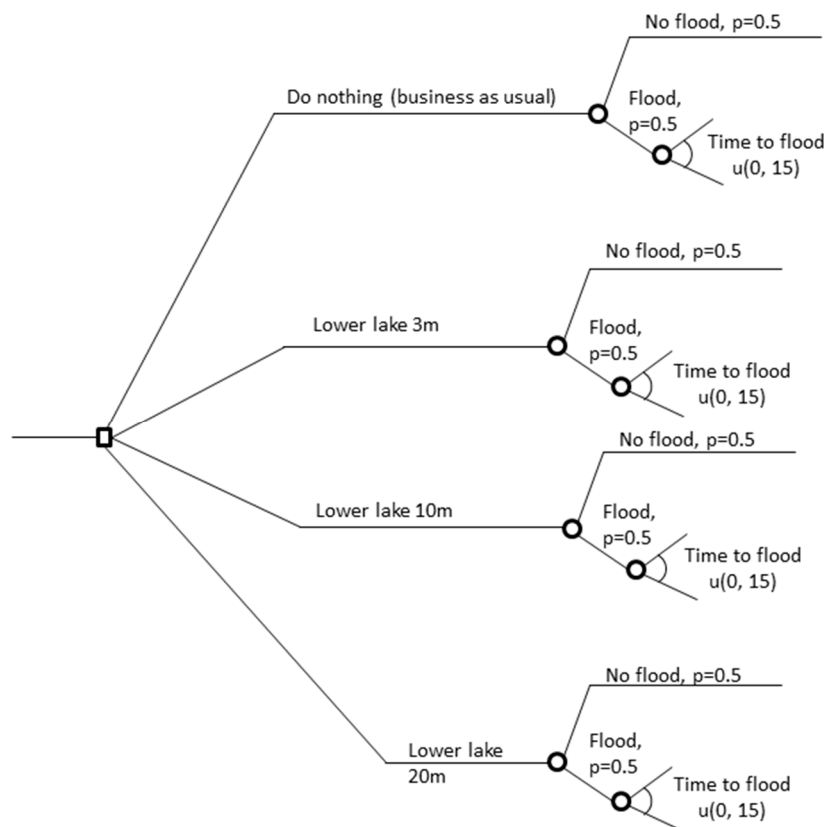 No flood, p=0.5
Do nothing (business as usual)
Flood,
p=0.5
Time to flood
u(0, 15)
No flood, p=0.5
Lower lake 3m
Flood,
p=0.5
Time to flood
u(0, 15)
No flood, p=0.5
Lower lake 10m
Flood,
p=0.5
Time to flood
u(0, 15)
No flood, p=0.5
Lower lake
20m
Flood,
p=0.5
Time to flood
u(0, 15)